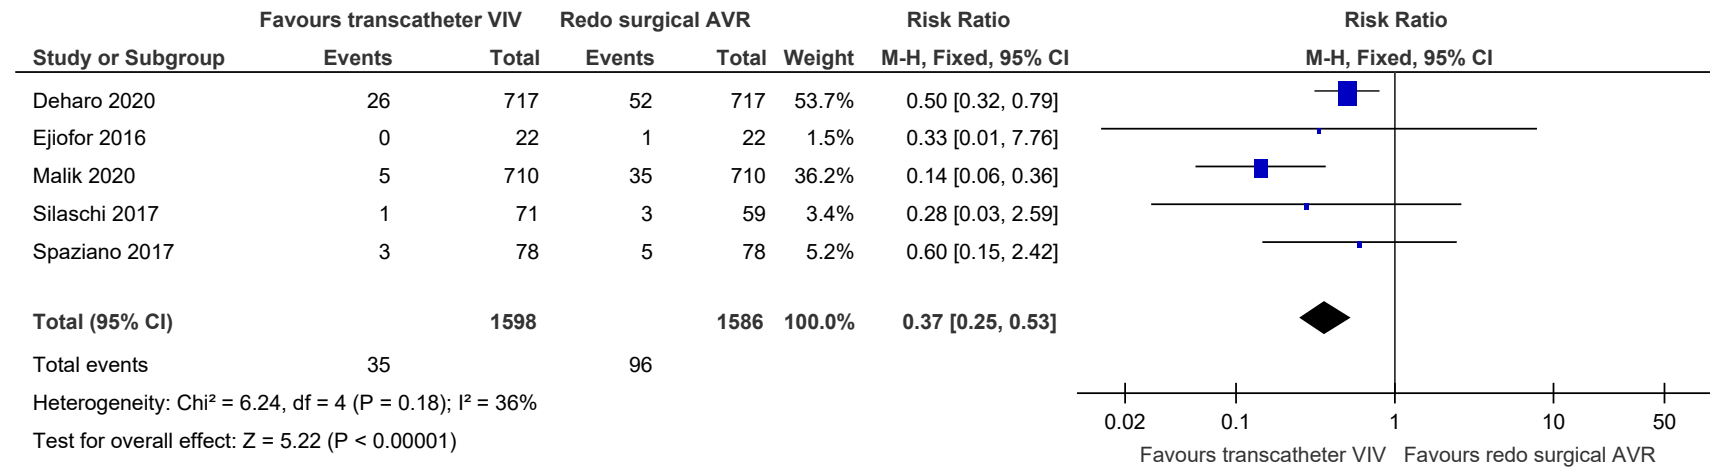 Favours transcatheter VIV Redo surgical AVR Risk Ratio Risk Ratio
Study or Subgroup Events Total Events Total Weight M-H, Fixed, 95% CI M-H, Fixed, 95% CI
Deharo 2020 26 717 52 717 53.7% 0.50 [0.32, 0.79]
Ejiofor 2016 0 22 1 22 1.5% 0.33 [0.01, 7.76]
Malik 2020 5 710 35 710 36.2% 0.14 [0.06, 0.36]
Silaschi 2017 1 71 3 59 3.4% 0.28 [0.03, 2.59]
Spaziano 2017 3 78 5 78 5.2% 0.60 [0.15, 2.42]
Total (95% CI) 1598 1586 100.0% 0.37 [0.25, 0.53]
Total events 35 96
Heterogeneity: Chi² = 6.24, df = 4 (P = 0.18); I² = 36%
Test for overall effect: Z = 5.22 (P < 0.00001)
0.02 0.1 1 10 50
Favours transcatheter VIV Favours redo surgical AVR